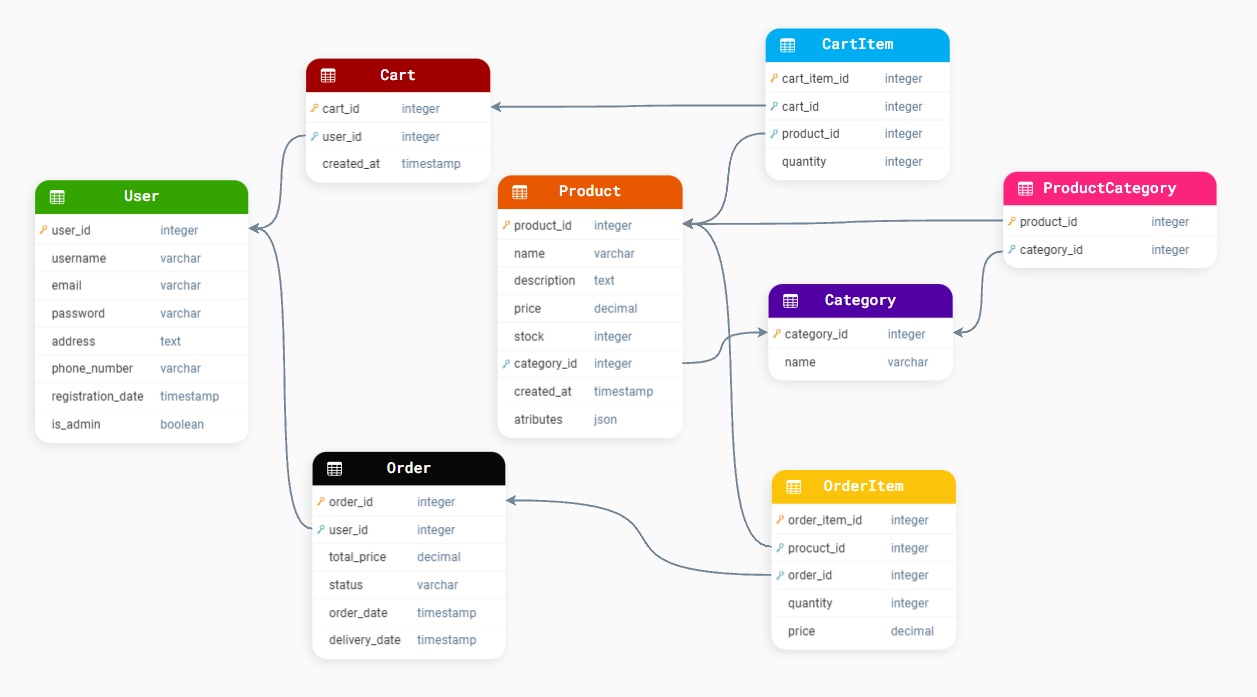 User
user_id integer
username varchar
email varchar
password varchar
address text
phone_number varchar
registration_date timestamp
is_admin boolean
Cart
cart_id integer
user_id integer
created_at timestamp
Order
order_id integer
user_id integer
total_price decimal
status varchar
order_date timestamp
delivery_date timestamp
Product
product_id integer
name varchar
description text
price decimal
stock integer
category_id integer
created_at timestamp
atributes json
CartItem
cart_item_id integer
cart_id integer
product_id integer
quantity integer
Category
category_id integer
name varchar
OrderItem
order_item_id integer
procuct_id integer
order_id integer
quantity integer
price decimal
ProductCategory
product_id integer
category_id integer